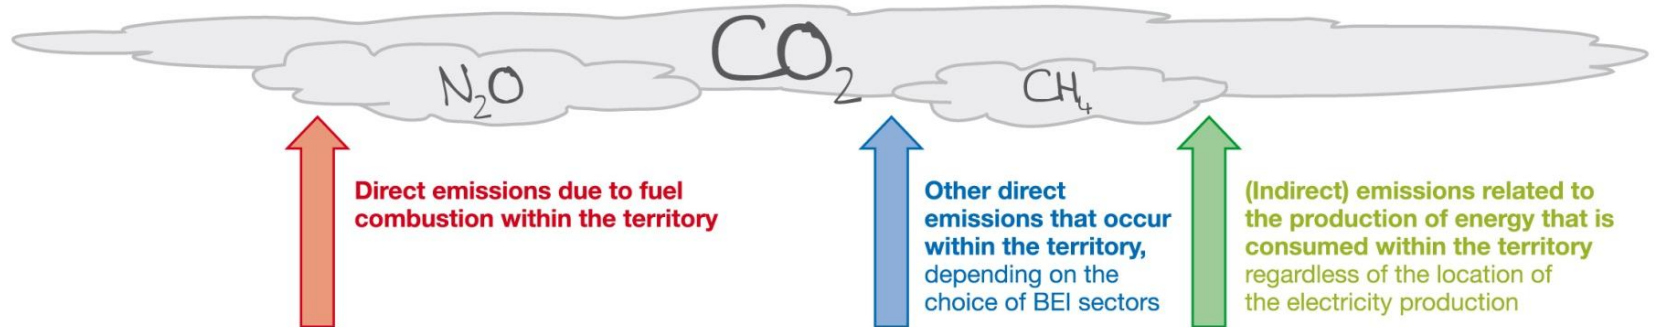 CO2
N2O
CH4
Direct emissions due to fuel
combustion within the territory
Other direct
emissions that occur
within the territory,
depending on the
choice of BEI sectors
(Indirect) emissions related to
the production of energy that is
consumed within the territory
regardless of the location of
the electricity production